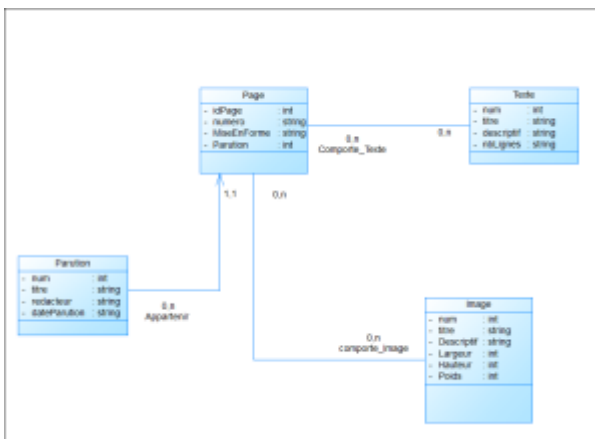 Page
- idPage : int
- numero : string
- MiseEnForme : string
- Parution : int
Texte
- num : int
- titre : string
- descriptif : string
- nbLignes : string
0,n
Comporte_Texte
0,n
1,1
0,n
Parution
- num : int
- titre : string
- redacteur : string
- dateParution : string
0,n
Appartenir
0,n
comporte_Image
Image
- nom : int
- titre : string
- Descriptif : string
- Largeur : int
- Hauteur : int
- Poids : int